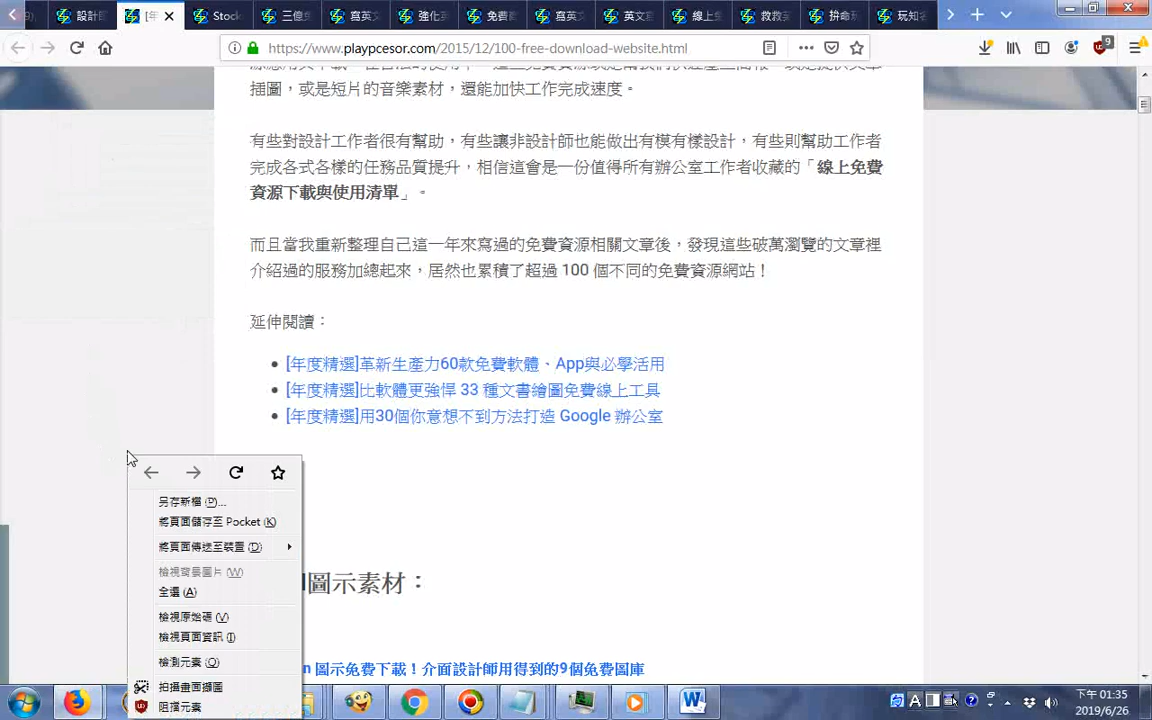 設計
[年
Stock
三億
寫英文
強化
免費
寫英
英文
線上
救救
拼命
玩知
https://www.playpcesor.com/2015/12/100-free-download-website.html
9
插圖，或是短片的音樂素材，還能加快工作完成速度。
有些對設計工作者很有幫助，有些讓非設計師也能做出有模有樣設計，有些則幫助工作者
完成各式各樣的任務品質提升，相信這會是一份值得所有辦公室工作者收藏的「線上免費
資源下載與使用清單」。
而且當我重新整理自己這一年來寫過的免費資源相關文章後，發現這些破萬瀏覽的文章裡
介紹過的服務加總起來，居然也累積了超過 100 個不同的免費資源網站！
延伸閱讀：
[年度精選]革新生產力60款免費軟體、App與必學活用
[年度精選]比軟體更強悍 33 種文書繪圖免費線上工具
[年度精選]用30個你意想不到方法打造 Google 辦公室
另存新檔 (P)...
將頁面儲存至 Pocket (K)
將頁面傳送至裝置 (D)
檢視背景圖片 (W)
全選 (A)
檢視原始碼 (V)
檢視頁面資訊 (I)
檢測元素 (Q)
拍攝畫面擷圖
阻擋元素
圖示素材：
n 圖示免費下載！介面設計師用得到的9個免費圖庫
A
下午 01:35
2019/6/26